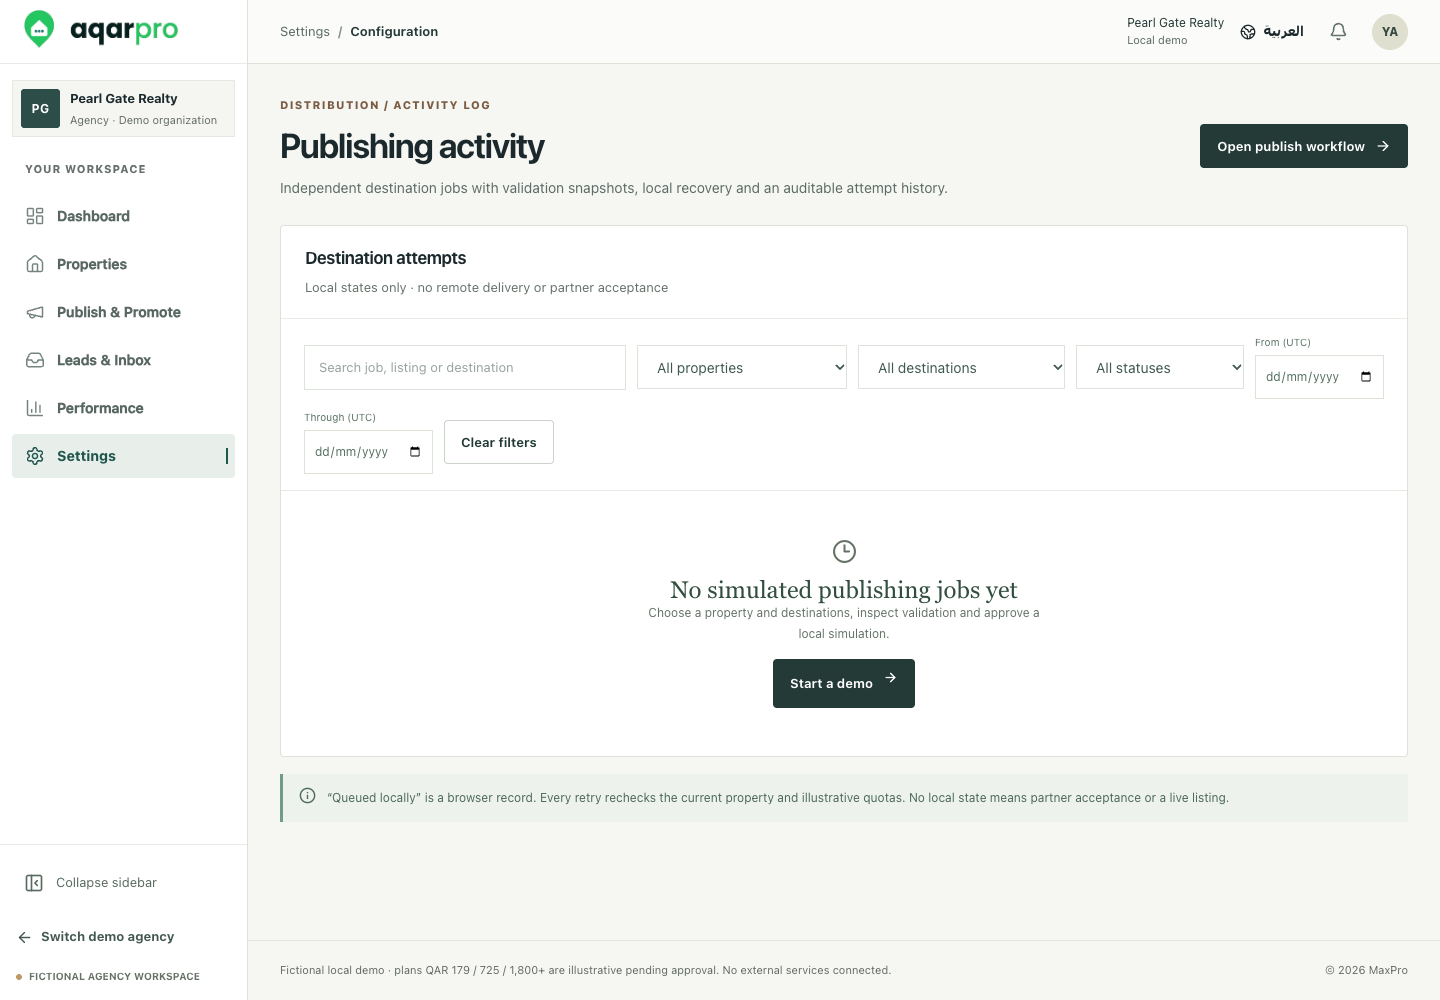 aqarpro
Settings / Configuration
Pearl Gate Realty
Local demo
العربية
YA
PG
Pearl Gate Realty
Agency · Demo organization
YOUR WORKSPACE
Dashboard
Properties
Publish & Promote
Leads & Inbox
Performance
Settings
Collapse sidebar
Switch demo agency
FICTIONAL AGENCY WORKSPACE
DISTRIBUTION / ACTIVITY LOG
Publishing activity
Open publish workflow
Independent destination jobs with validation snapshots, local recovery and an auditable attempt history.
Destination attempts
Local states only · no remote delivery or partner acceptance
Search job, listing or destination
All properties
All destinations
All statuses
From (UTC)
dd/mm/yyyy
Through (UTC)
dd/mm/yyyy
Clear filters
No simulated publishing jobs yet
Choose a property and destinations, inspect validation and approve a
local simulation.
Start a demo
“Queued locally” is a browser record. Every retry rechecks the current property and illustrative quotas. No local state means partner acceptance or a live listing.
Fictional local demo · plans QAR 179 / 725 / 1,800+ are illustrative pending approval. No external services connected.
© 2026 MaxPro